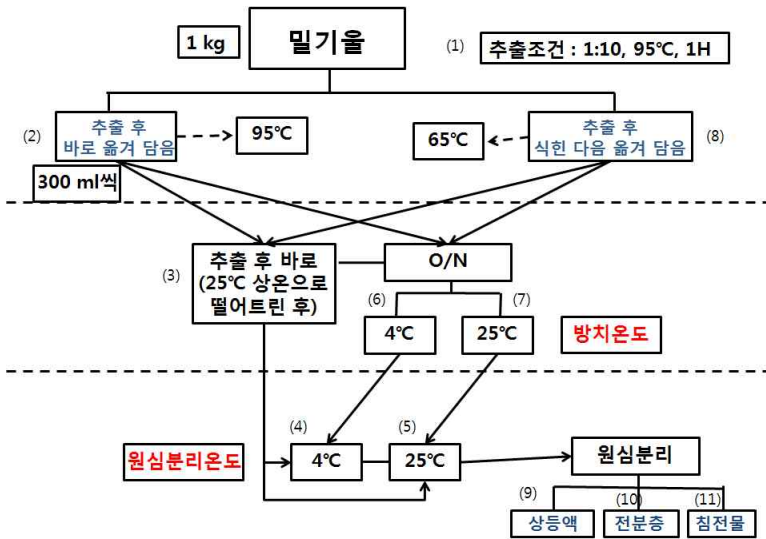 1 kg
밀기울
(1)
추출조건 : 1:10, 95℃, 1H
(2)
추출 후
바로 옮겨 담음
95℃
65℃
추출 후
식힌 다음 옮겨 담음
(8)
300 ml씩
(3)
추출 후 바로
(25℃ 상온으로
떨어트린 후)
O/N
(6)
(7)
4℃
25℃
방치온도
(4)
(5)
원심분리온도
4℃
25℃
원심분리
(9)
(10)
(11)
상등액
전분층
침전물